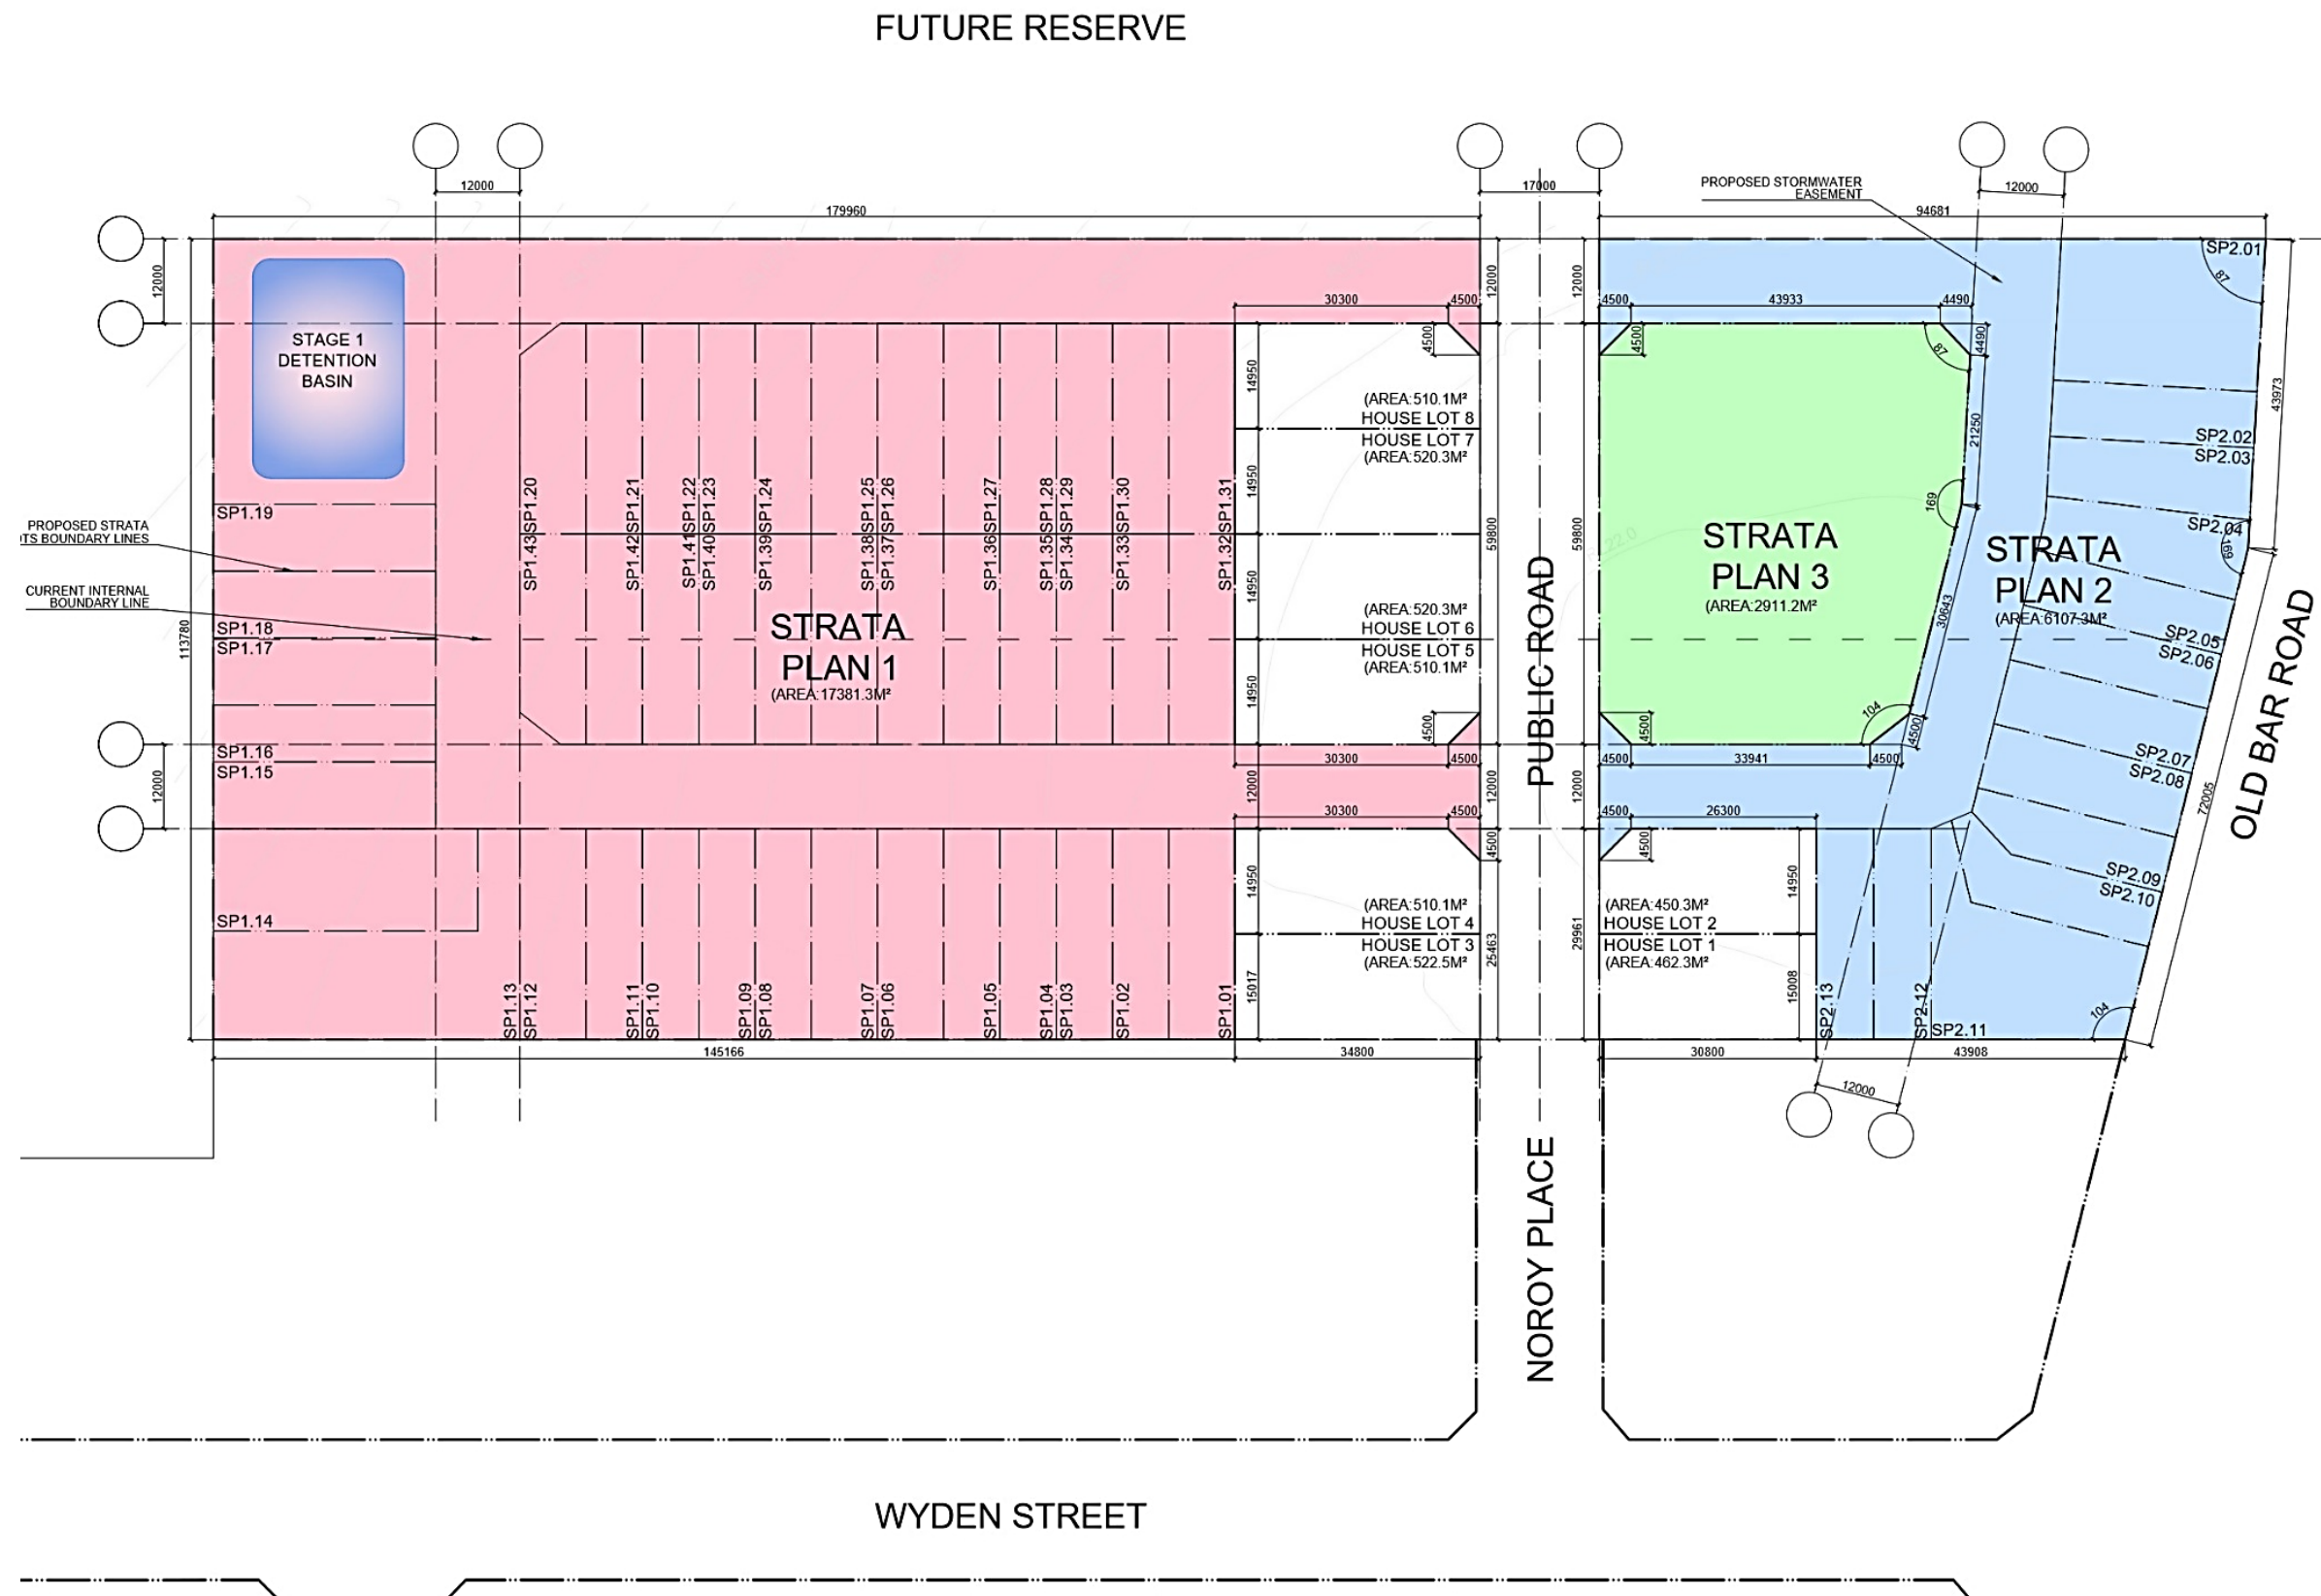 FUTURE RESERVE
12000
17000
PROPOSED STORMWATER
EASEMENT
12000
179960
94681
12000
12000
12000
SP2.01
87
STAGE 1
DETENTION
BASIN
30300
4500
4500
4500
43933
4490
4500
4490
87
14950
(AREA:510.1M²
HOUSE LOT 8
HOUSE LOT 7
(AREA:520.3M²
14950
21250
43973
SP2.02
SP2.03
SP1.19
SP1.43 SP1.20
SP1.42 SP1.21
SP1.41 SP1.22
SP1.40 SP1.23
SP1.39 SP1.24
SP1.38 SP1.25
SP1.37 SP1.26
SP1.36 SP1.27
SP1.35 SP1.28
SP1.34 SP1.29
SP1.33 SP1.30
SP1.32 SP1.31
59800
59800
169
SP2.04
169
PROPOSED STRATA
BOUNDARY LINES
CURRENT INTERNAL
BOUNDARY LINE
STRATA
PLAN 3
(AREA:2911.2M²
STRATA
PLAN 2
(AREA:6107.3M²
113780
SP1.18
SP1.17
STRATA
PLAN 1
(AREA:17381.3M²
14950
(AREA:520.3M²
HOUSE LOT 6
HOUSE LOT 5
(AREA:510.1M²
14950
30643
SP2.05
SP2.06
PUBLIC ROAD
OLD BAR ROAD
4500
4500
104
4500
12000
SP1.16
SP1.15
30300
4500
4500
33941
4500
SP2.07
SP2.08
12000
12000
12000
72005
30300
4500
4500
26300
4500
4500
SP1.14
14950
(AREA:510.1M²
HOUSE LOT 4
HOUSE LOT 3
(AREA:522.5M²
15017
25463
29961
(AREA:450.3M²
HOUSE LOT 2
HOUSE LOT 1
(AREA:462.3M²
14950
15008
SP2.09
SP2.10
SP1.13
SP1.12
SP1.11
SP1.10
SP1.09
SP1.08
SP1.07
SP1.06
SP1.05
SP1.04
SP1.03
SP1.02
SP1.01
SP2.13
SP2.12
SP2.11
104
145166
34800
30800
43908
12000
NOROY PLACE
WYDEN STREET